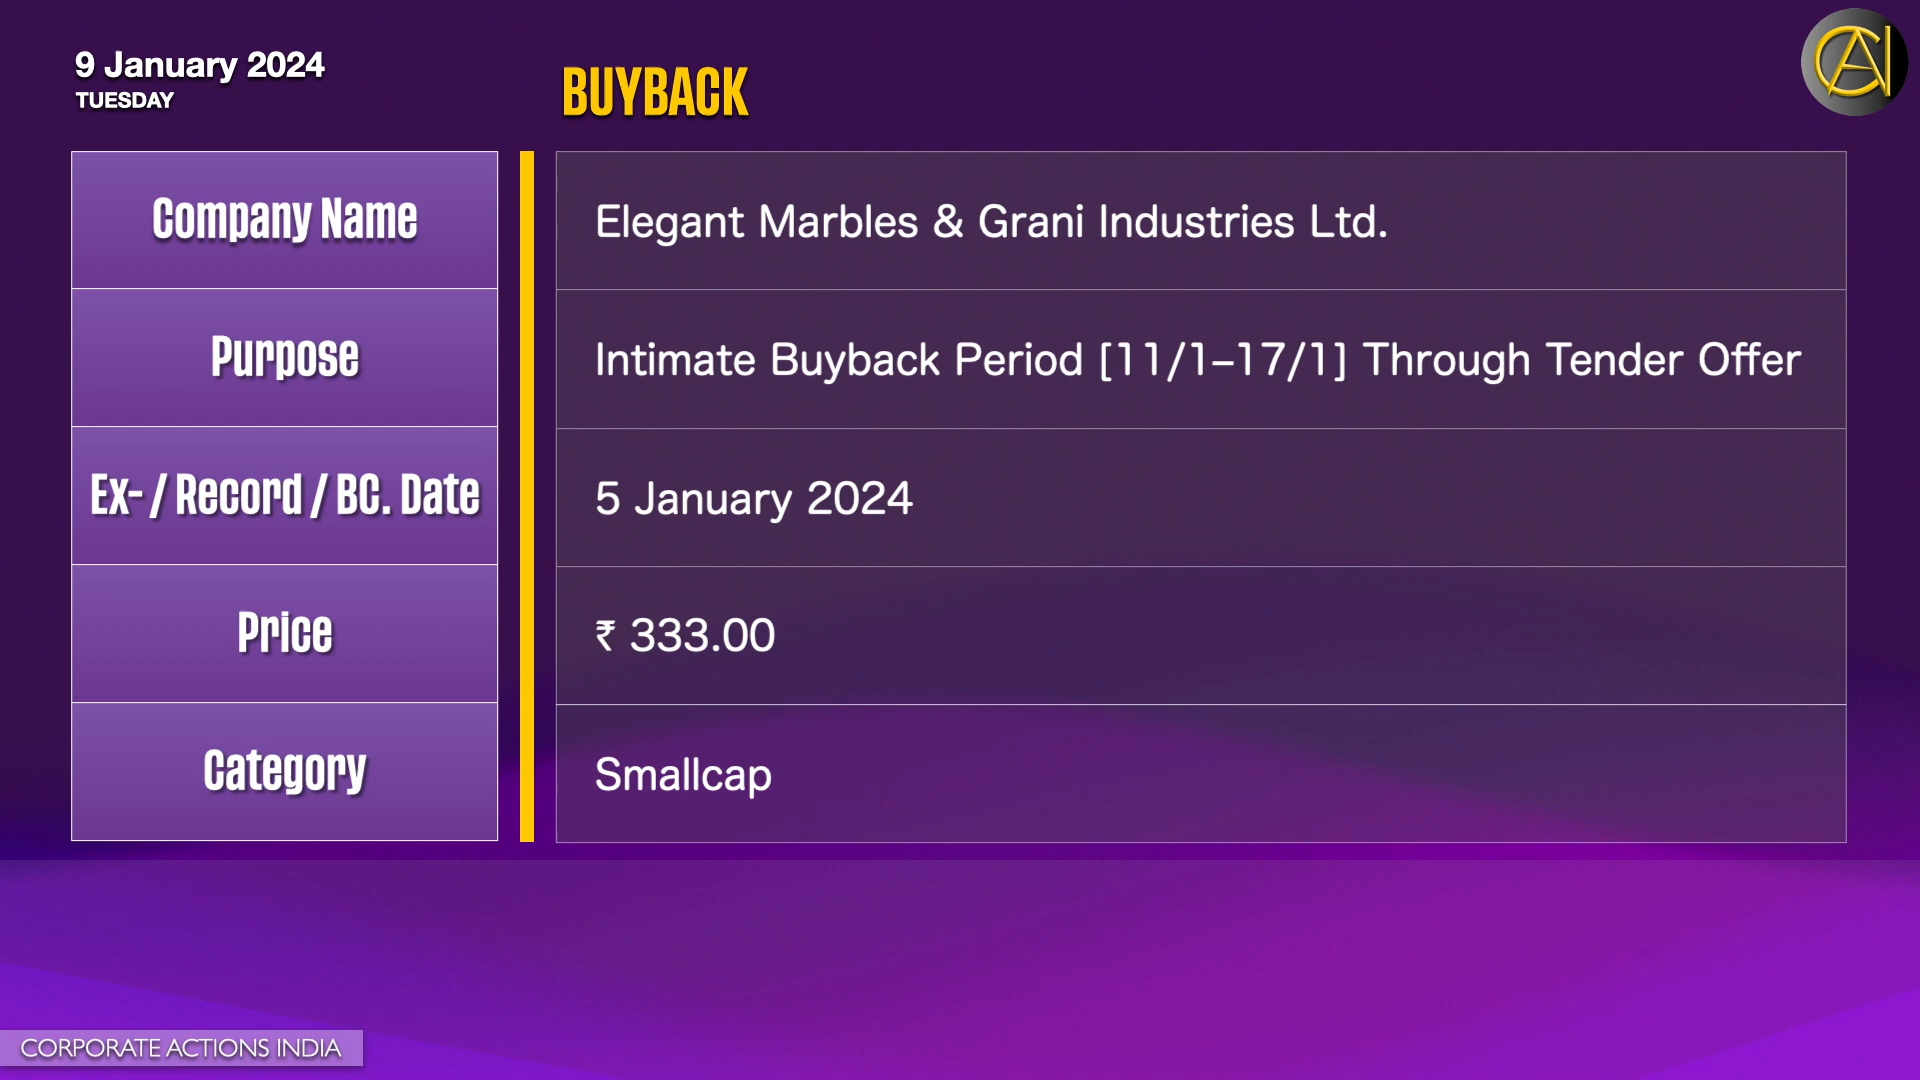 9 January 2024
TUESDAY
BUYBACK
CAI
Company Name
Elegant Marbles & Grani Industries Ltd.
Purpose
Intimate Buyback Period [11/1–17/1] Through Tender Offer
Ex- / Record / BC. Date
5 January 2024
Price
₹ 333.00
Category
Smallcap
CORPORATE ACTIONS INDIA